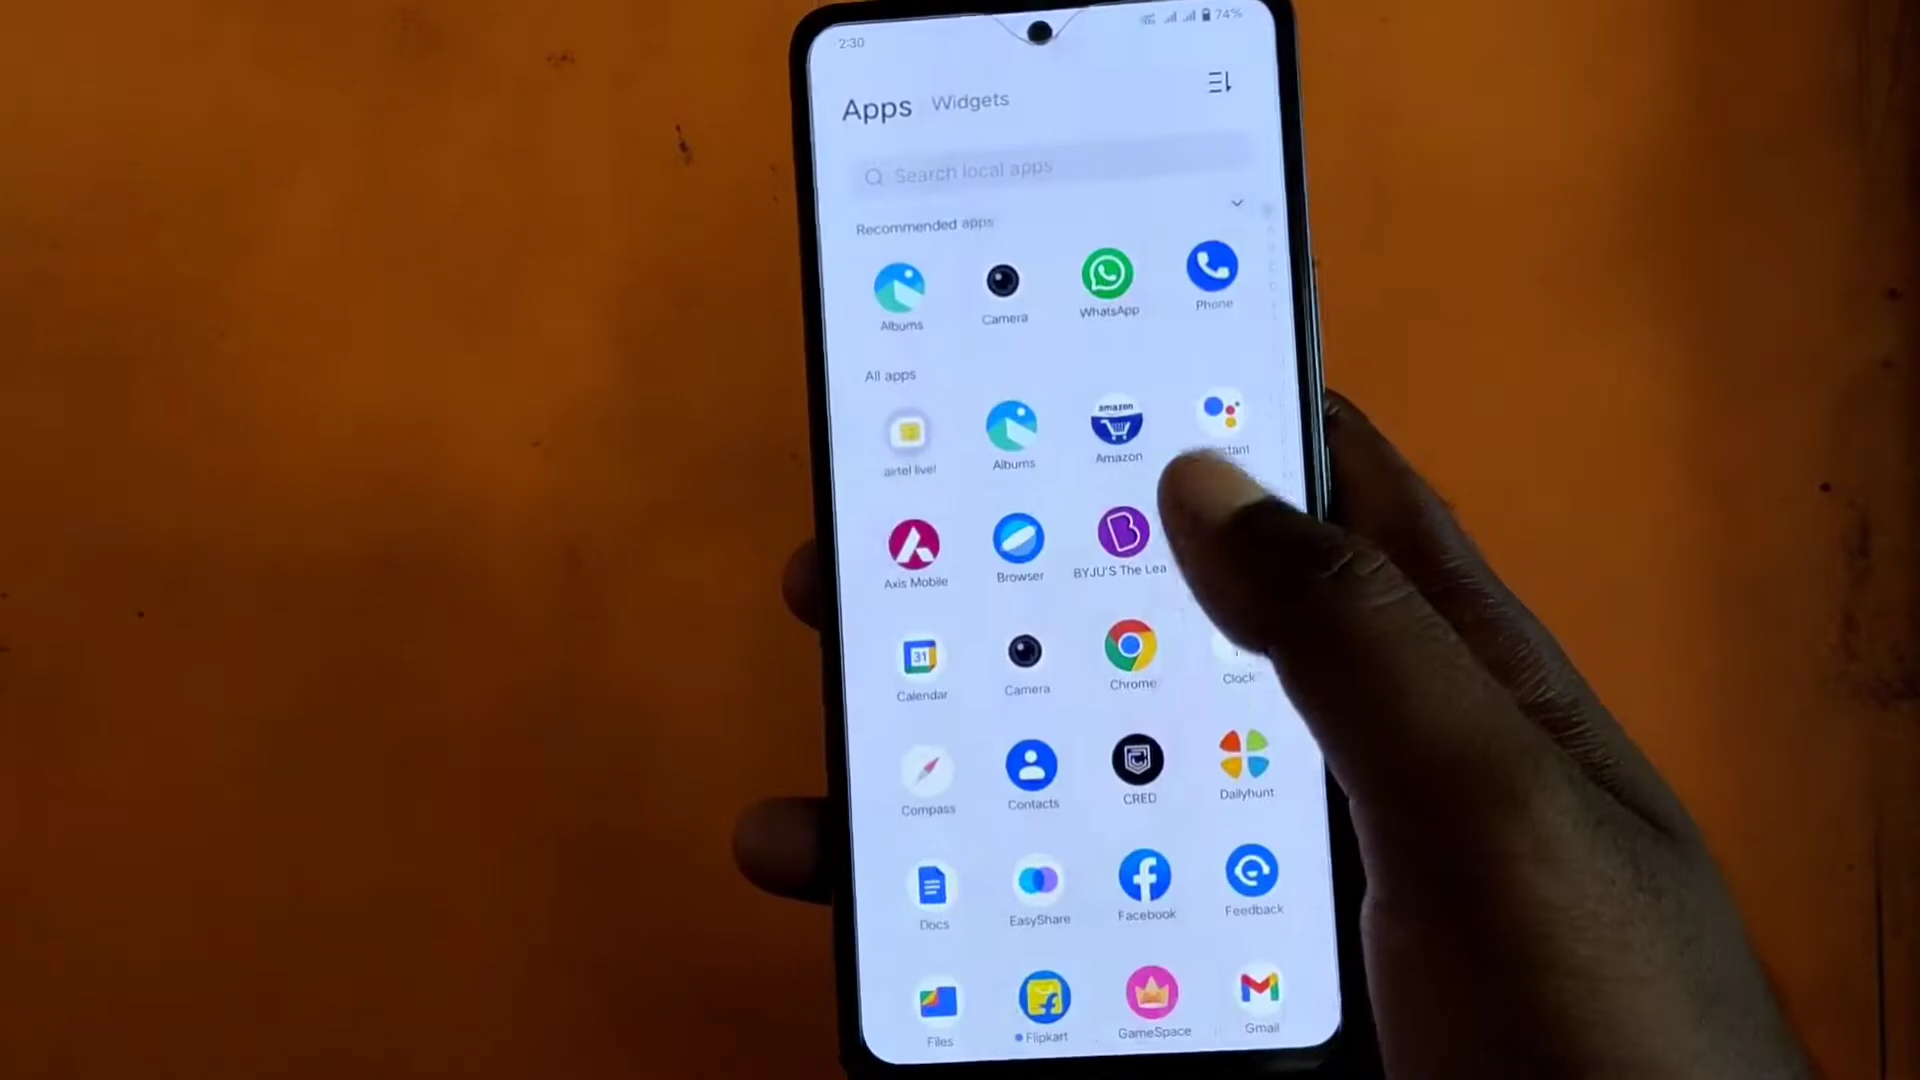 2:30
74%
Apps Widgets
Search local apps
Recommended apps
Albums Camera WhatsApp Phone
All apps
amazon
airtel live! Albums Amazon
Axis Mobile Browser BYJU'S The Lea
31
Calendar Camera Chrome Clock
Compass Contacts CRED Dailyhunt
Docs EasyShare Facebook Feedback
Files Flipkart GameSpace Gmail